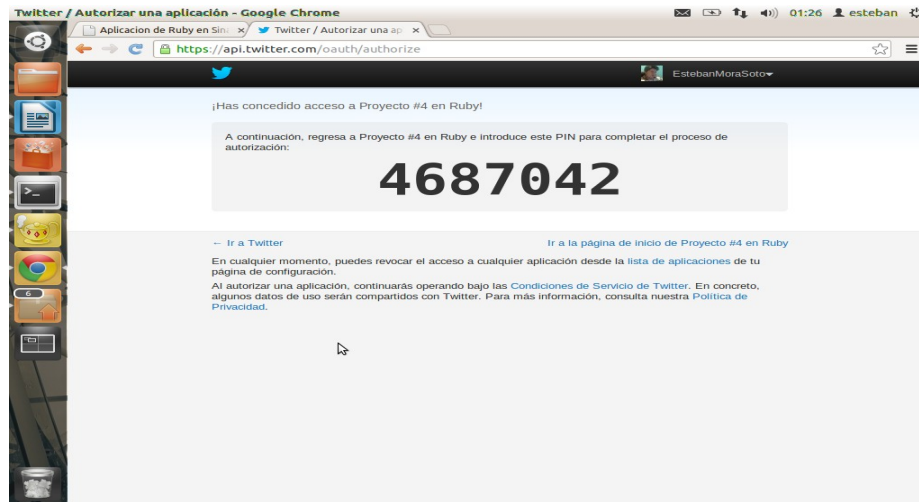 Twitter / Autorizar una aplicación - Google Chrome
01:26 esteban
Aplicacion de Ruby en Sin
Twitter / Autorizar una ap
https://api.twitter.com/oauth/authorize
EstebanMoraSoto
¡Has concedido acceso a Proyecto #4 en Ruby!
A continuación, regresa a Proyecto #4 en Ruby e introduce este PIN para completar el proceso de
autorización:
4687042
← Ir a Twitter
Ir a la página de inicio de Proyecto #4 en Ruby
En cualquier momento, puedes revocar el acceso a cualquier aplicación desde la lista de aplicaciones de tu
página de configuración.
Al autorizar una aplicación, continuarás operando bajo las Condiciones de Servicio de Twitter. En concreto,
algunos datos de uso serán compartidos con Twitter. Para más información, consulta nuestra Política de
Privacidad.
6